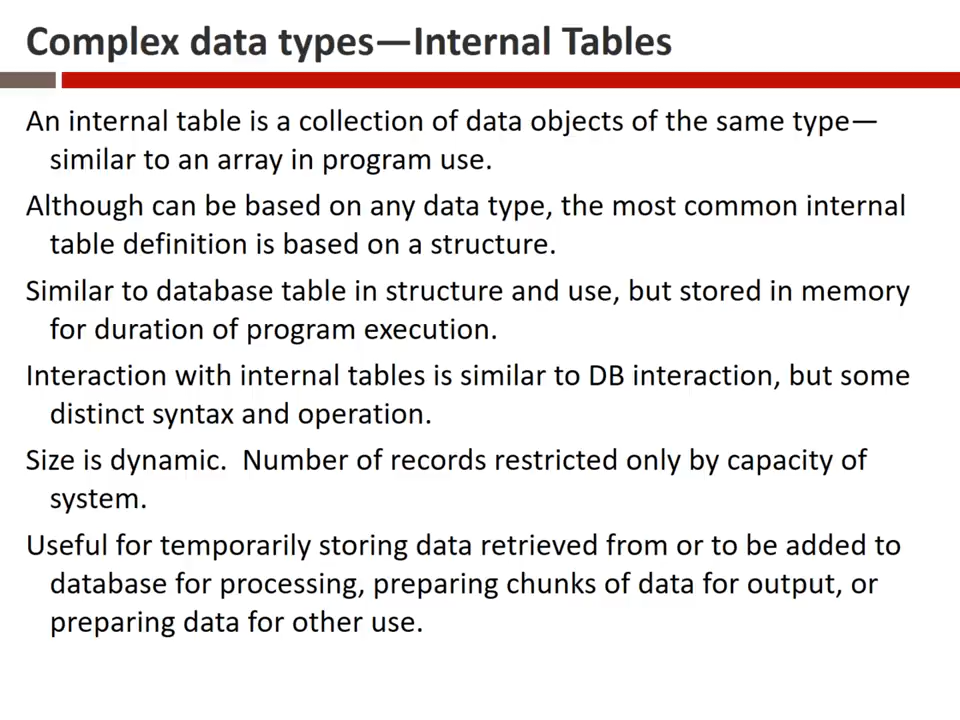 Complex data types—Internal Tables
An internal table is a collection of data objects of the same type—
similar to an array in program use.
Although can be based on any data type, the most common internal
table definition is based on a structure.
Similar to database table in structure and use, but stored in memory
for duration of program execution.
Interaction with internal tables is similar to DB interaction, but some
distinct syntax and operation.
Size is dynamic.  Number of records restricted only by capacity of
system.
Useful for temporarily storing data retrieved from or to be added to
database for processing, preparing chunks of data for output, or
preparing data for other use.